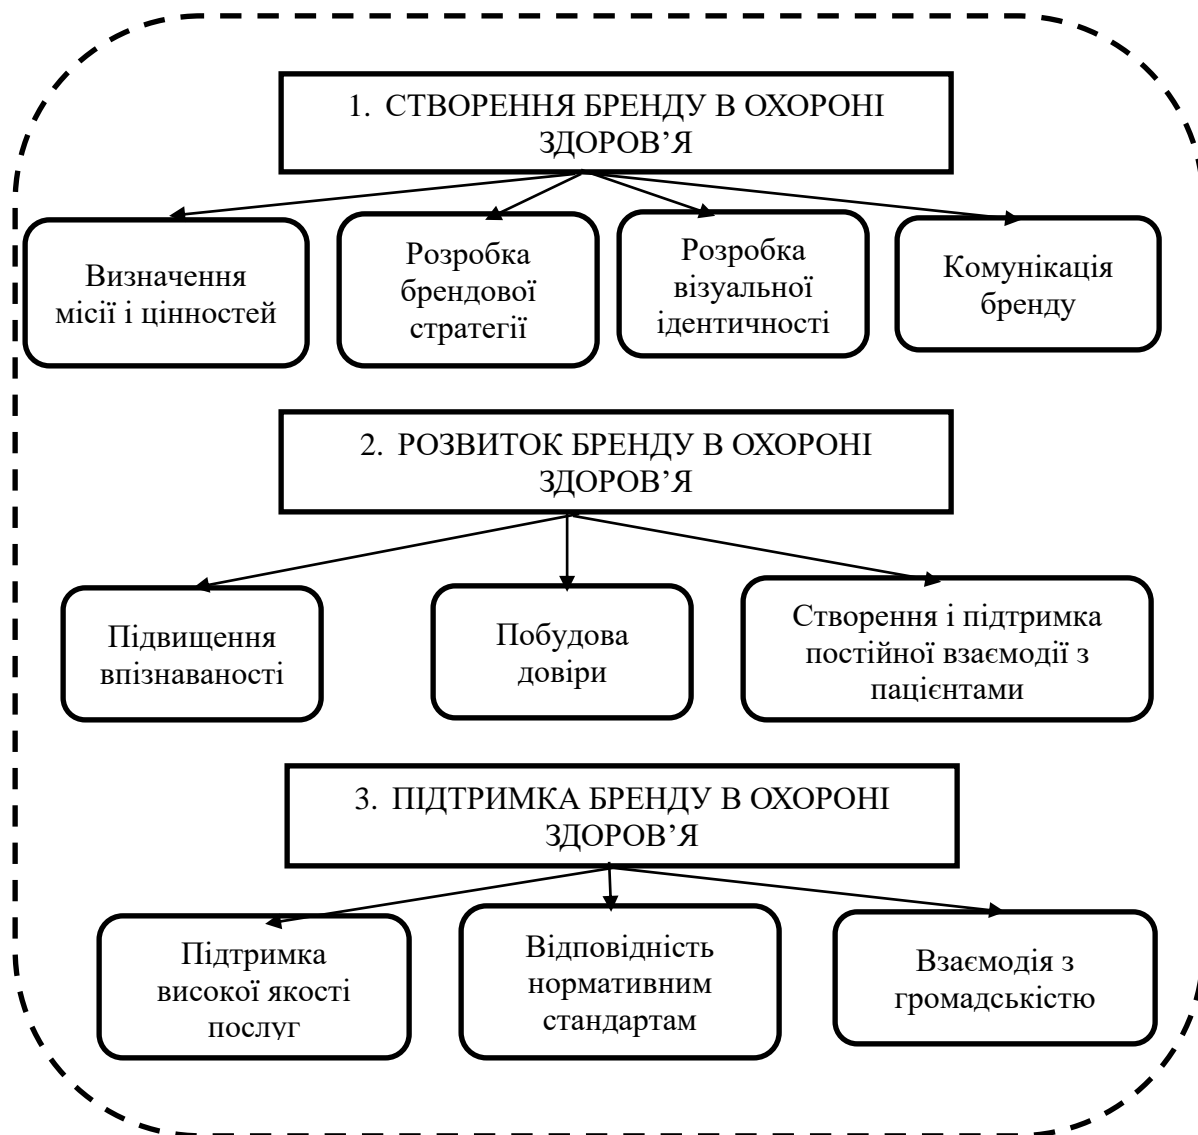 1. СТВОРЕННЯ БРЕНДУ В ОХОРОНІ
ЗДОРОВ’Я
Визначення
місії і цінностей
Розробка
брендової
стратегії
Розробка
візуальної
ідентичності
Комунікація
бренду
2. РОЗВИТОК БРЕНДУ В ОХОРОНІ
ЗДОРОВ’Я
Підвищення
впізнаваності
Побудова
довіри
Створення і підтримка
постійної взаємодії з
пацієнтами
3. ПІДТРИМКА БРЕНДУ В ОХОРОНІ
ЗДОРОВ’Я
Підтримка
високої якості
послуг
Відповідність
нормативним
стандартам
Взаємодія з
громадськістю